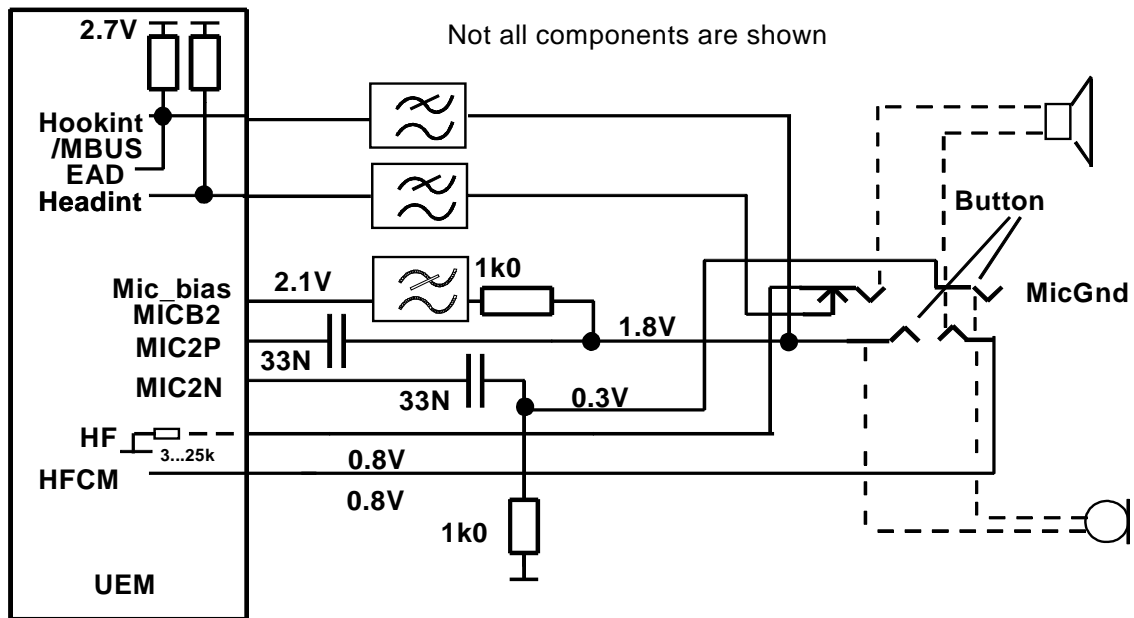 2.7V
Not all components are shown
Hookint
/MBUS
EAD
Headint
Button
Mic_bias
2.1V
1k0
MicGnd
MICB2
1.8V
MIC2P
33N
MIC2N
33N
0.3V
HF
3...25k
0.8V
HFCM
0.8V
1k0
UEM